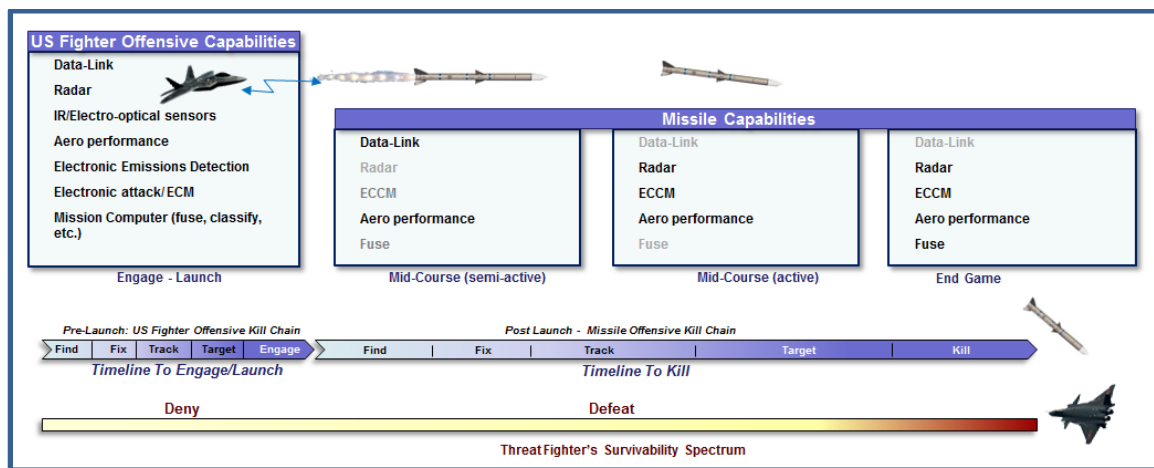 US Fighter Offensive Capabilities
Data-Link
Radar
IR/Electro-optical sensors
Aero performance
Electronic Emissions Detection
Electronic attack/ ECM
Mission Computer (fuse, classify,
etc.)
Engage - Launch
Missile Capabilities
Data-Link
Radar
ECCM
Aero performance
Fuse
Mid-Course (semi-active)
Data-Link
Radar
ECCM
Aero performance
Fuse
Mid-Course (active)
Data-Link
Radar
ECCM
Aero performance
Fuse
End Game
Pre-Launch: US Fighter Offensive Kill Chain
Find Fix Track Target Engage
Timeline To Engage/Launch
Post Launch - Missile Offensive Kill Chain
Find Fix Track Target Kill
Timeline To Kill
Deny Defeat
Threat Fighter's Survivability Spectrum